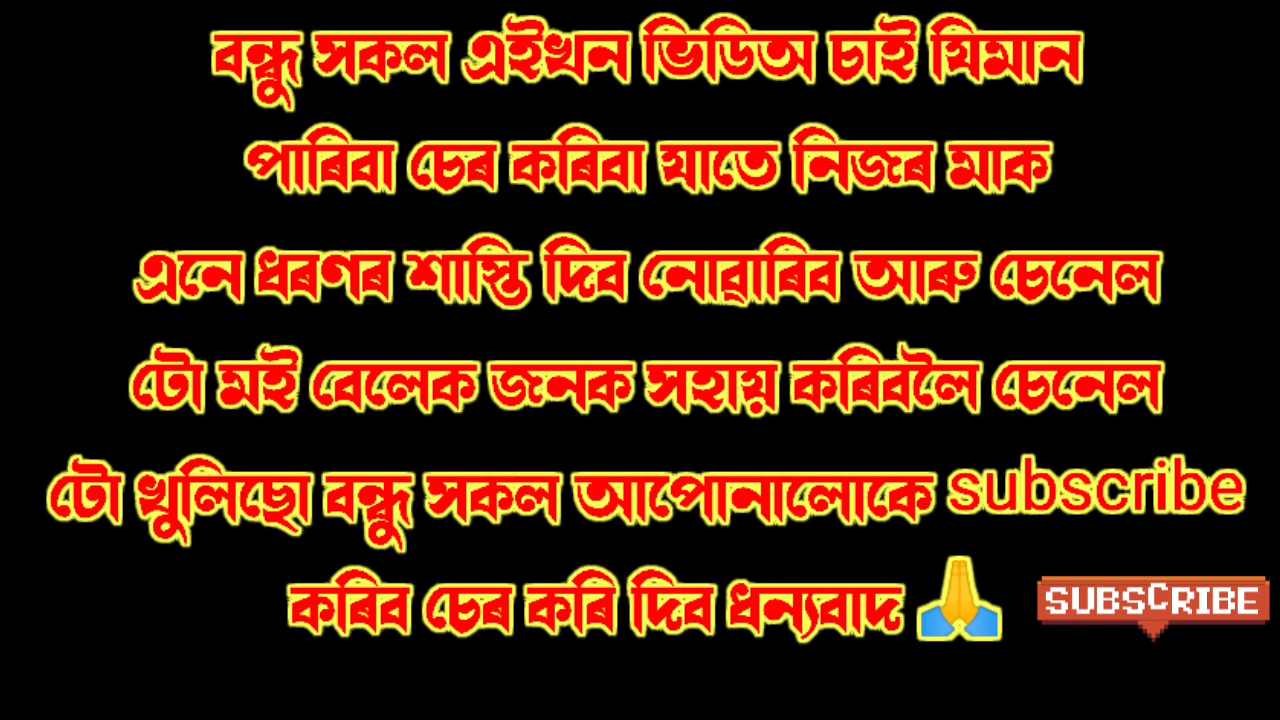 বন্ধু সকল এইখন ভিডিঅ চাই যিমান
পাৰিবা চেৰ কৰিবা যাতে নিজৰ মাক
এনে ধৰণৰ শাস্তি দিব নোৱাৰিব আৰু চেনেল
টো মই বেলেক জনক সহায় কৰিবলৈ চেনেল
টো খুলিছো বন্ধু সকল আপোনালোকে subscribe
কৰিব চেৰ কৰি দিব ধন্যবাদ 🙏
SUBSCRIBE